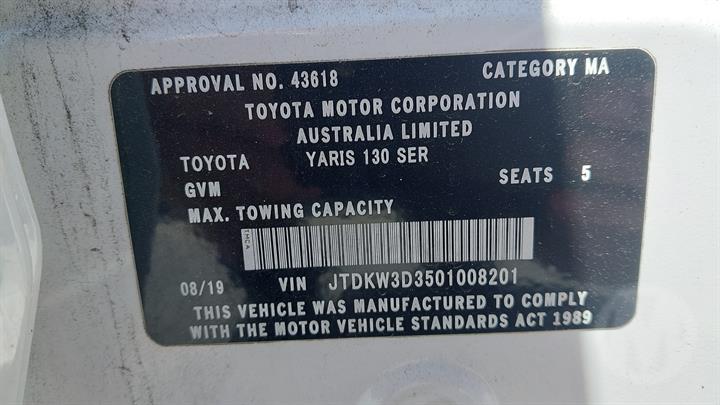 APPROVAL NO. 43618 CATEGORY MA
TOYOTA MOTOR CORPORATION
AUSTRALIA LIMITED
TOYOTA YARIS 130 SER
GVM SEATS 5
MAX. TOWING CAPACITY
TMCA
08/19 VIN JTDKW3D3501008201
THIS VEHICLE WAS MANUFACTURED TO COMPLY
WITH THE MOTOR VEHICLE STANDARDS ACT 1989